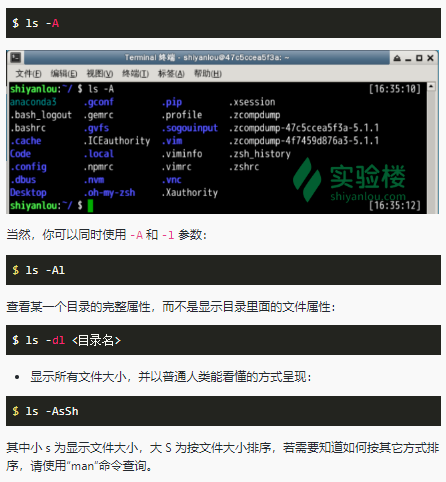 $ ls -A
Terminal 终端 - shiyanlou@47c5ccea5f3a: ~
文件(F) 编辑(E) 视图(V) 终端(T) 标签(A) 帮助(H)
shiyanlou:~/ $ ls -A [16:35:10]
anaconda3 .gconf .pip .xsession
.bash_logout .gemrc .profile .zcompdump
.bashrc .gvfs .sogouinput .zcompdump-47c5ccea5f3a-5.1.1
.cache .ICEauthority .vim .zcompdump-4f7459d876a3-5.1.1
Code .local .viminfo .zsh_history
.config .npmrc .vimrc .zshrc
.dbus .nvm .vnc
Desktop .oh-my-zsh .Xauthority
shiyanlou:~/ $ [16:35:12]
实验楼
shiyanlou.com
当然，你可以同时使用 -A 和 -l 参数：
$ ls -Al
查看某一个目录的完整属性，而不是显示目录里面的文件属性：
$ ls -dl <目录名>
• 显示所有文件大小，并以普通人类能看懂的方式呈现：
$ ls -AsSh
其中小 s 为显示文件大小，大 S 为按文件大小排序，若需要知道如何按其它方式排
序，请使用“man”命令查询。